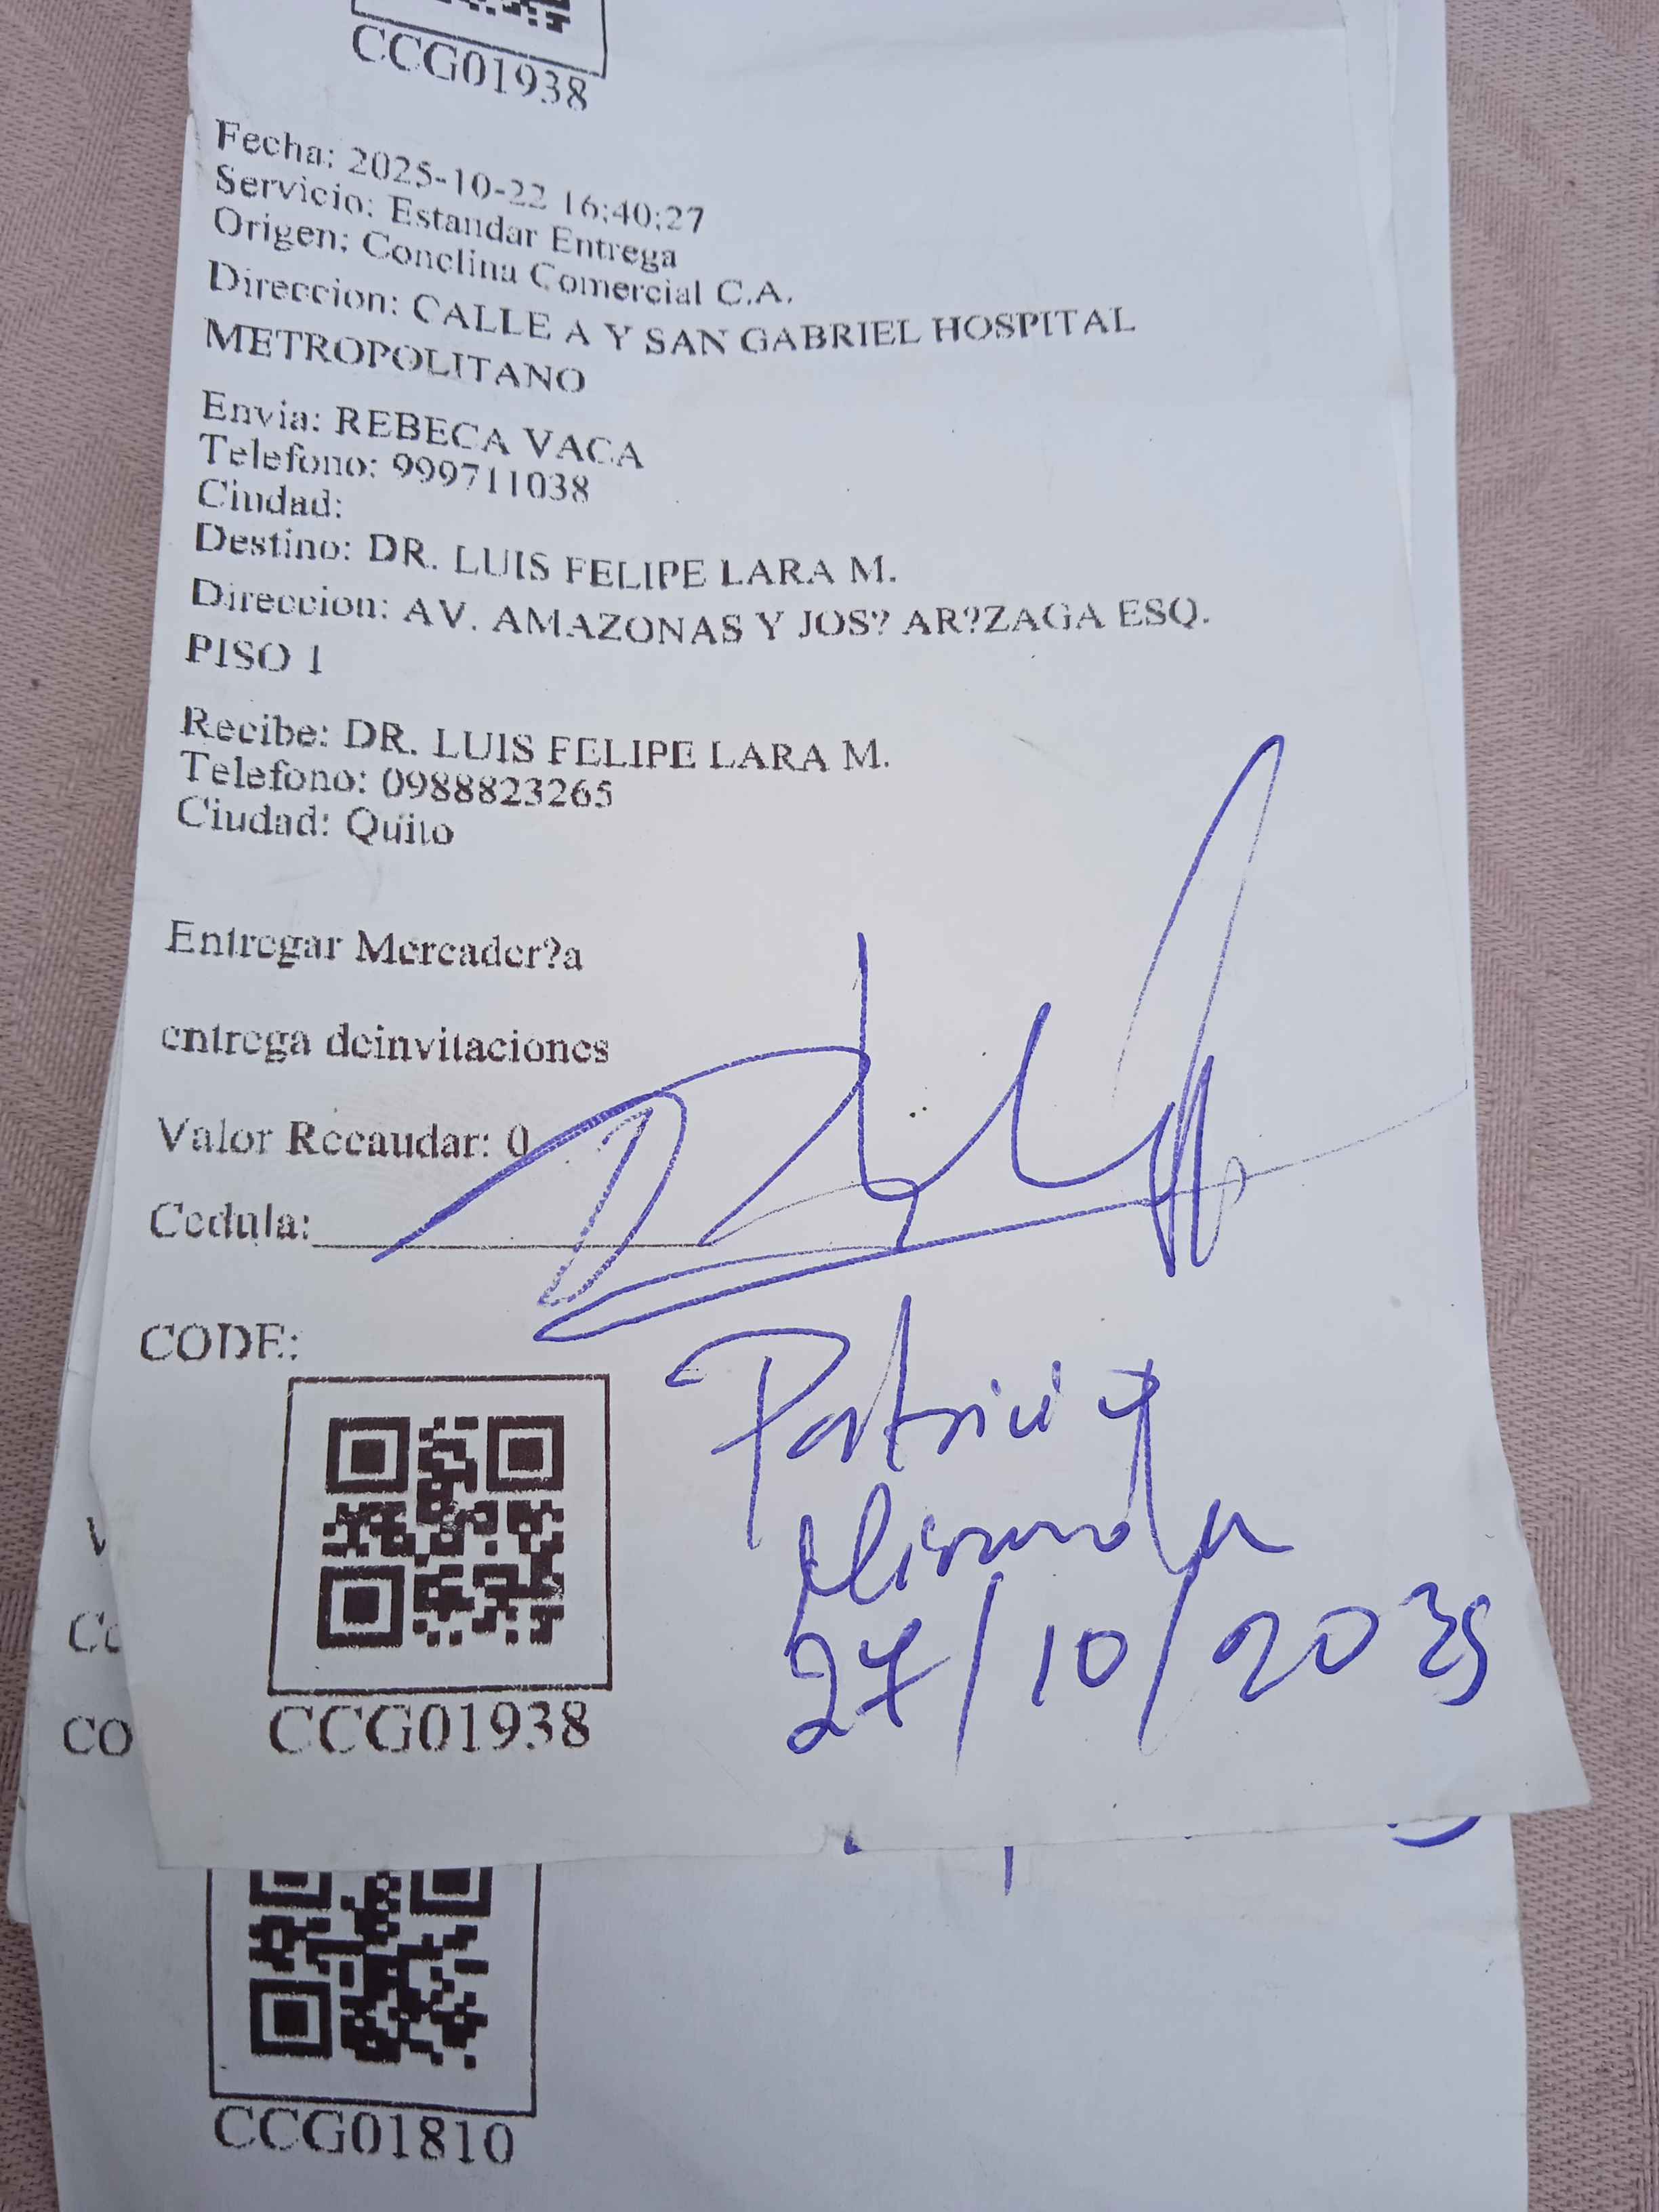 CCG01938
Fecha: 2025-10-22 16:40:27
Servicio: Estandar Entrega
Origen: Conclina Comercial C.A.
Direccion: CALLE A Y SAN GABRIEL HOSPITAL
METROPOLITANO
Envia: REBECA VACA
Telefono: 999711038
Ciudad:
Destino: DR. LUIS FELIPE LARA M.
Direccion: AV. AMAZONAS Y JOS? AR?ZAGA ESQ.
PISO 1
Recibe: DR. LUIS FELIPE LARA M.
Telefono: 0988823265
Ciudad: Quito
Entregar Mercader?a
entrega deinvitaciones
Valor Recaudar: 0
Cedula:
CODE:
Patricia
27/10/2025
CCG01938
V
Co
CO
CCG01810